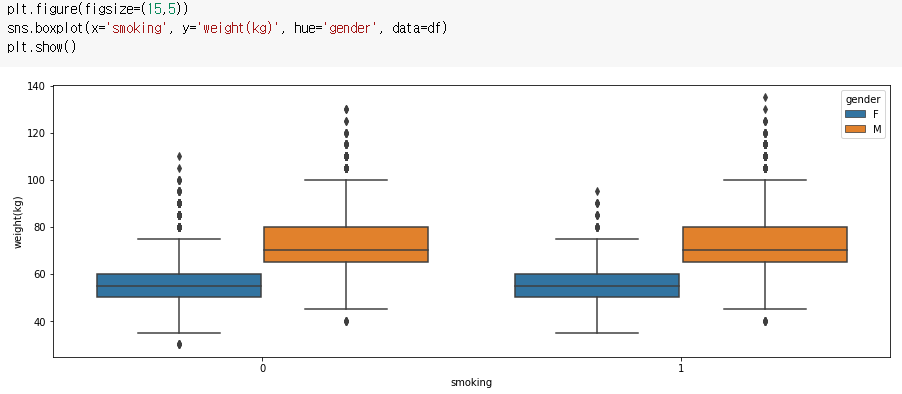 plt.figure(figsize=(15,5))
sns.boxplot(x='smoking', y='weight(kg)', hue='gender', data=df)
plt.show()
140
120
100
80
60
40
weight(kg)
gender
F
M
0
1
smoking